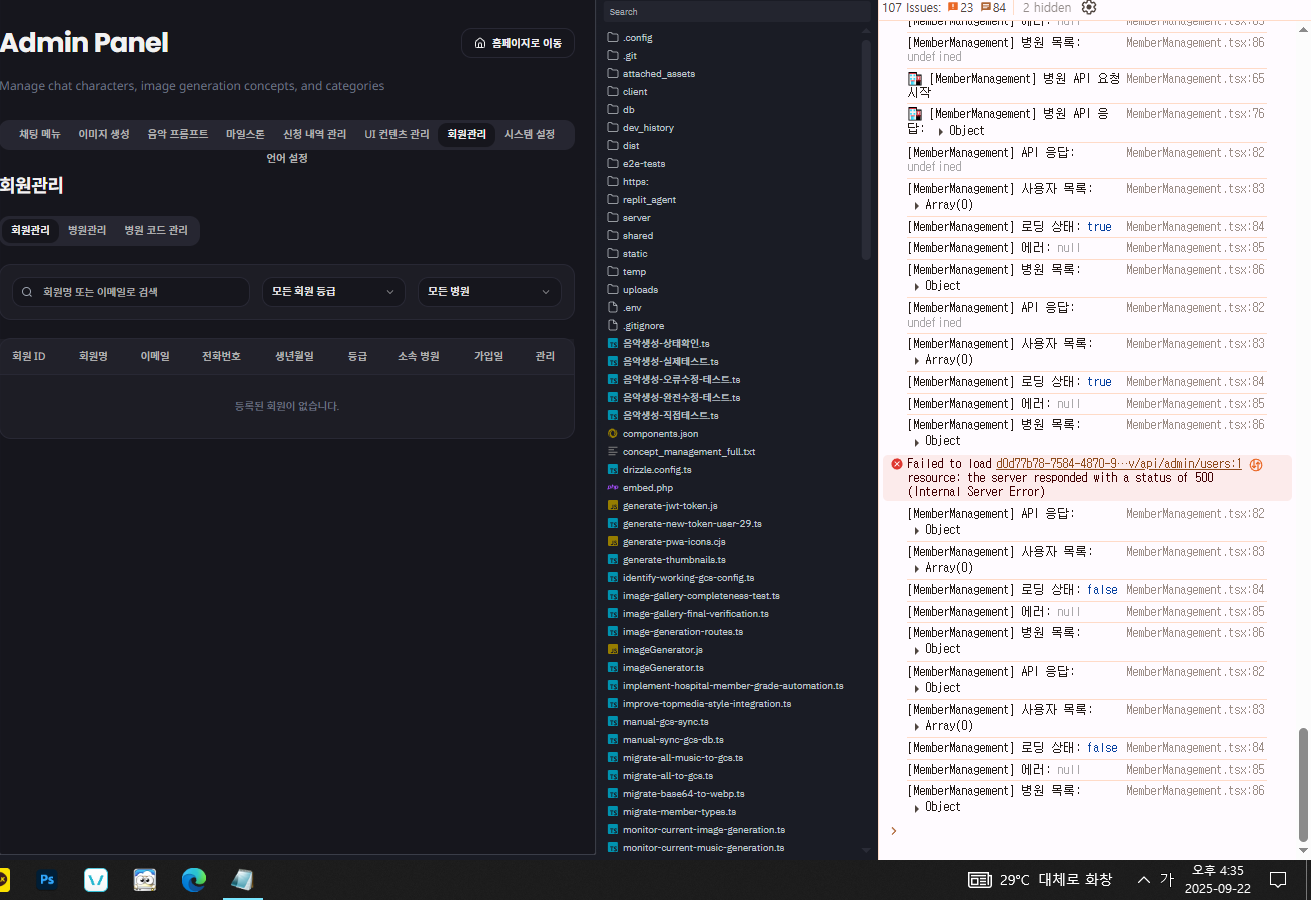 Admin Panel
홈페이지로 이동
Manage chat characters, image generation concepts, and categories
채팅 메뉴 이미지 생성 음악 프롬프트 마일스톤 신청 내역 관리 UI 컨텐츠 관리 회원관리 시스템 설정
언어 설정
회원관리
회원관리 병원관리 병원 코드 관리
회원명 또는 이메일로 검색 모든 회원 등급 모든 병원
회원 ID 회원명 이메일 전화번호 생년월일 등급 소속 병원 가입일 관리
등록된 회원이 없습니다.
Search
.config
.git
attached_assets
client
db
dev_history
dist
e2e-tests
https:
replit_agent
server
shared
static
temp
uploads
.env
.gitignore
음악생성-상태확인.ts
음악생성-실제테스트.ts
음악생성-오류수정-테스트.ts
음악생성-완전수정-테스트.ts
음악생성-직접테스트.ts
components.json
concept_management_full.txt
drizzle.config.ts
embed.php
generate-jwt-token.js
generate-new-token-user-29.ts
generate-pwa-icons.cjs
generate-thumbnails.ts
identify-working-gcs-config.ts
image-gallery-completeness-test.ts
image-gallery-final-verification.ts
image-generation-routes.ts
imageGenerator.js
imageGenerator.ts
implement-hospital-member-grade-automation.ts
improve-topmedia-style-integration.ts
manual-gcs-sync.ts
manual-sync-gcs-db.ts
migrate-all-music-to-gcs.ts
migrate-all-to-gcs.ts
migrate-base64-to-webp.ts
migrate-member-types.ts
monitor-current-image-generation.ts
monitor-current-music-generation.ts
107 Issues: 23 84 2 hidden
[MemberManagement] 에러: null MemberManagement.tsx:85
[MemberManagement] 병원 목록: MemberManagement.tsx:86
undefined
[MemberManagement] 병원 API 요청 MemberManagement.tsx:65
시작
[MemberManagement] 병원 API 응 MemberManagement.tsx:76
답: Object
[MemberManagement] API 응답: MemberManagement.tsx:82
undefined
[MemberManagement] 사용자 목록: MemberManagement.tsx:83
Array(0)
[MemberManagement] 로딩 상태: true MemberManagement.tsx:84
[MemberManagement] 에러: null MemberManagement.tsx:85
[MemberManagement] 병원 목록: MemberManagement.tsx:86
Object
[MemberManagement] API 응답: MemberManagement.tsx:82
undefined
[MemberManagement] 사용자 목록: MemberManagement.tsx:83
Array(0)
[MemberManagement] 로딩 상태: true MemberManagement.tsx:84
[MemberManagement] 에러: null MemberManagement.tsx:85
[MemberManagement] 병원 목록: MemberManagement.tsx:86
Object
Failed to load d0d77b78-7584-4870-9…v/api/admin/users:1
resource: the server responded with a status of 500
(Internal Server Error)
[MemberManagement] API 응답: MemberManagement.tsx:82
Object
[MemberManagement] 사용자 목록: MemberManagement.tsx:83
Array(0)
[MemberManagement] 로딩 상태: false MemberManagement.tsx:84
[MemberManagement] 에러: null MemberManagement.tsx:85
[MemberManagement] 병원 목록: MemberManagement.tsx:86
Object
[MemberManagement] API 응답: MemberManagement.tsx:82
Object
[MemberManagement] 사용자 목록: MemberManagement.tsx:83
Array(0)
[MemberManagement] 로딩 상태: false MemberManagement.tsx:84
[MemberManagement] 에러: null MemberManagement.tsx:85
[MemberManagement] 병원 목록: MemberManagement.tsx:86
Object
Ps
29°C 대체로 화창
가
오후 4:35
2025-09-22